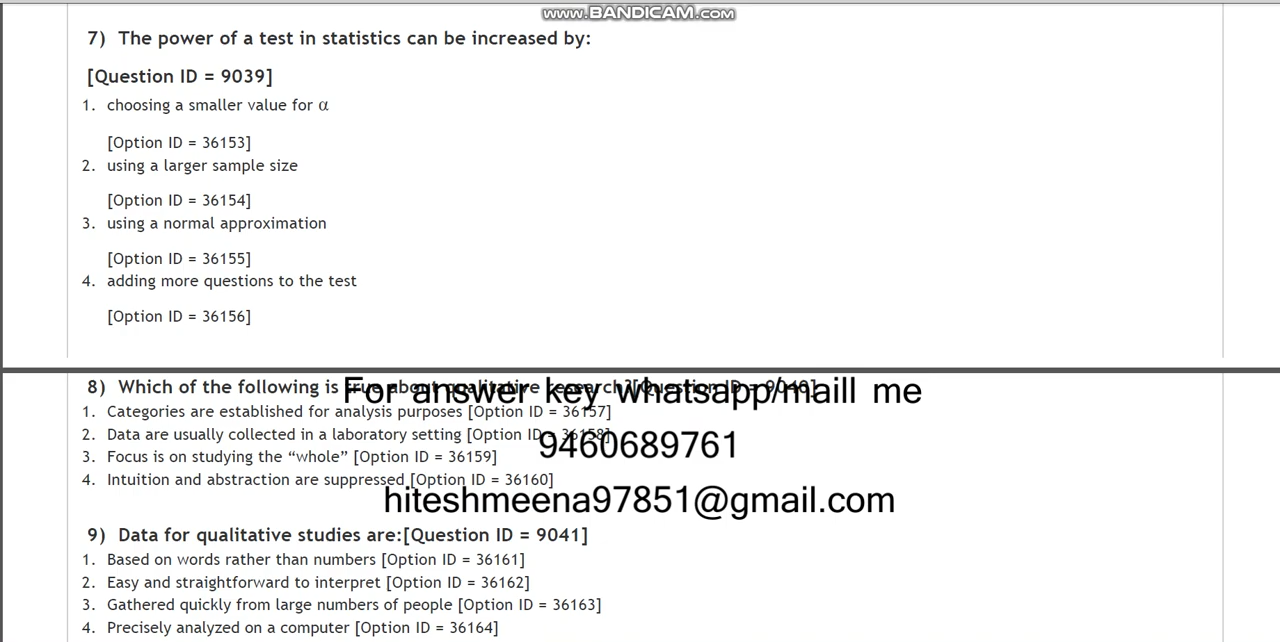 www.BANDICAM.com
7) The power of a test in statistics can be increased by:
[Question ID = 9039]
1. choosing a smaller value for α
[Option ID = 36153]
2. using a larger sample size
[Option ID = 36154]
3. using a normal approximation
[Option ID = 36155]
4. adding more questions to the test
[Option ID = 36156]
8) Which of the following is true about qualitative research?[Question ID = 9040]
For answer key Whatsapp/maill me
1. Categories are established for analysis purposes [Option ID = 36157]
2. Data are usually collected in a laboratory setting [Option ID = 36158]
9460689761
3. Focus is on studying the “whole” [Option ID = 36159]
4. Intuition and abstraction are suppressed [Option ID = 36160]
hiteshmeena97851@gmail.com
9) Data for qualitative studies are:[Question ID = 9041]
1. Based on words rather than numbers [Option ID = 36161]
2. Easy and straightforward to interpret [Option ID = 36162]
3. Gathered quickly from large numbers of people [Option ID = 36163]
4. Precisely analyzed on a computer [Option ID = 36164]